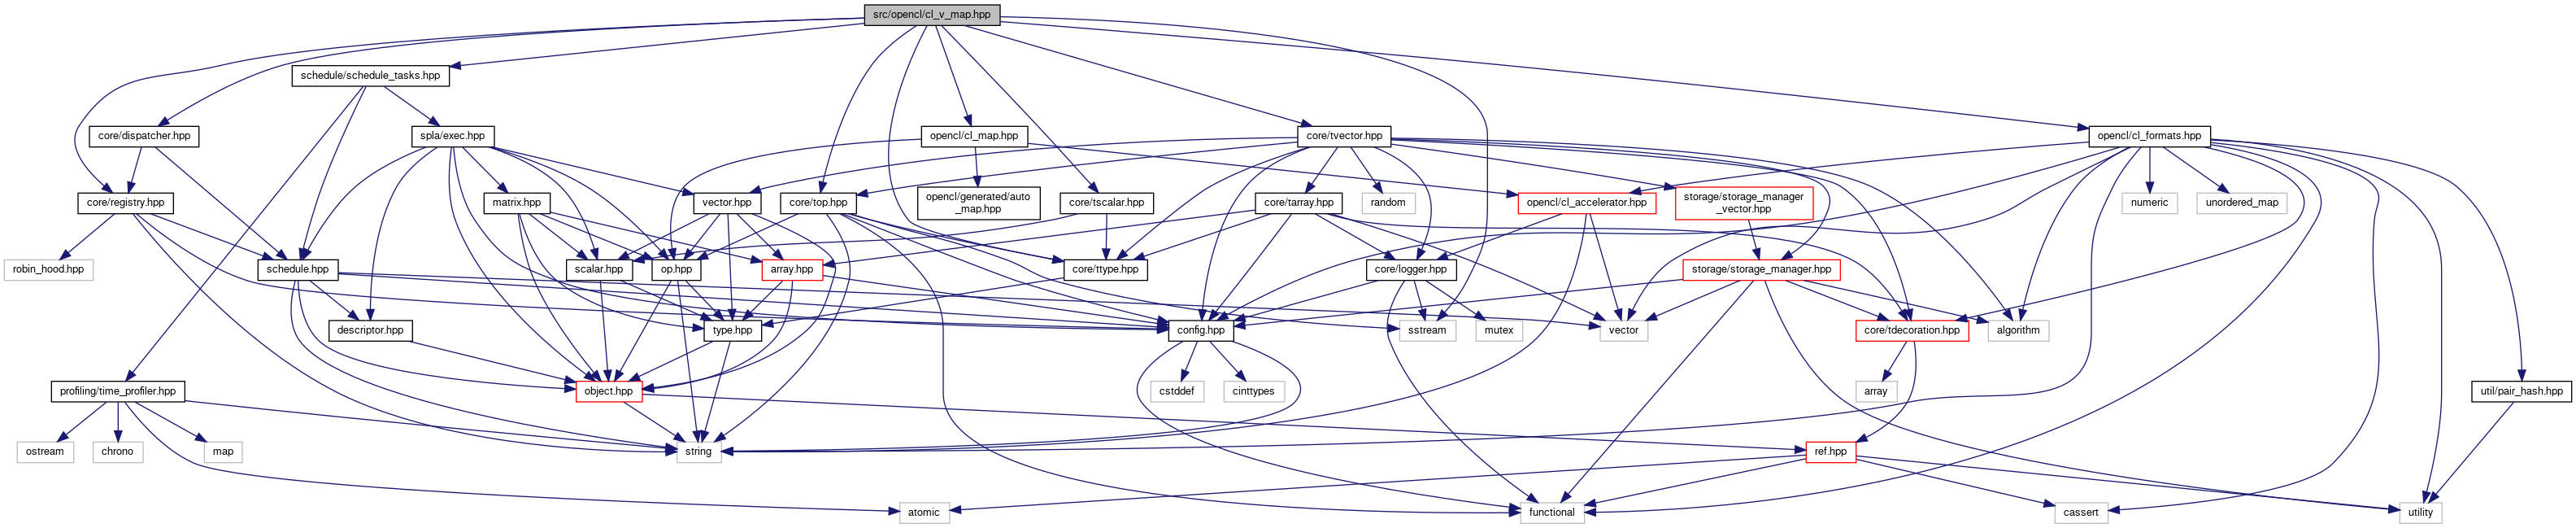 src/opencl/cl_v_map.hpp
schedule/schedule_tasks.hpp
core/dispatcher.hpp
spla/exec.hpp
opencl/cl_map.hpp
core/tvector.hpp
opencl/cl_formats.hpp
core/registry.hpp
matrix.hpp
vector.hpp
core/top.hpp
opencl/generated/auto
_map.hpp
core/tscalar.hpp
core/tarray.hpp
random
opencl/cl_accelerator.hpp
storage/storage_manager
_vector.hpp
numeric
unordered_map
robin_hood.hpp
schedule.hpp
scalar.hpp
op.hpp
array.hpp
core/ttype.hpp
core/logger.hpp
storage/storage_manager.hpp
descriptor.hpp
type.hpp
config.hpp
sstream
mutex
vector
core/tdecoration.hpp
algorithm
profiling/time_profiler.hpp
object.hpp
cstddef
cinttypes
array
util/pair_hash.hpp
ostream
chrono
map
string
ref.hpp
atomic
functional
cassert
utility